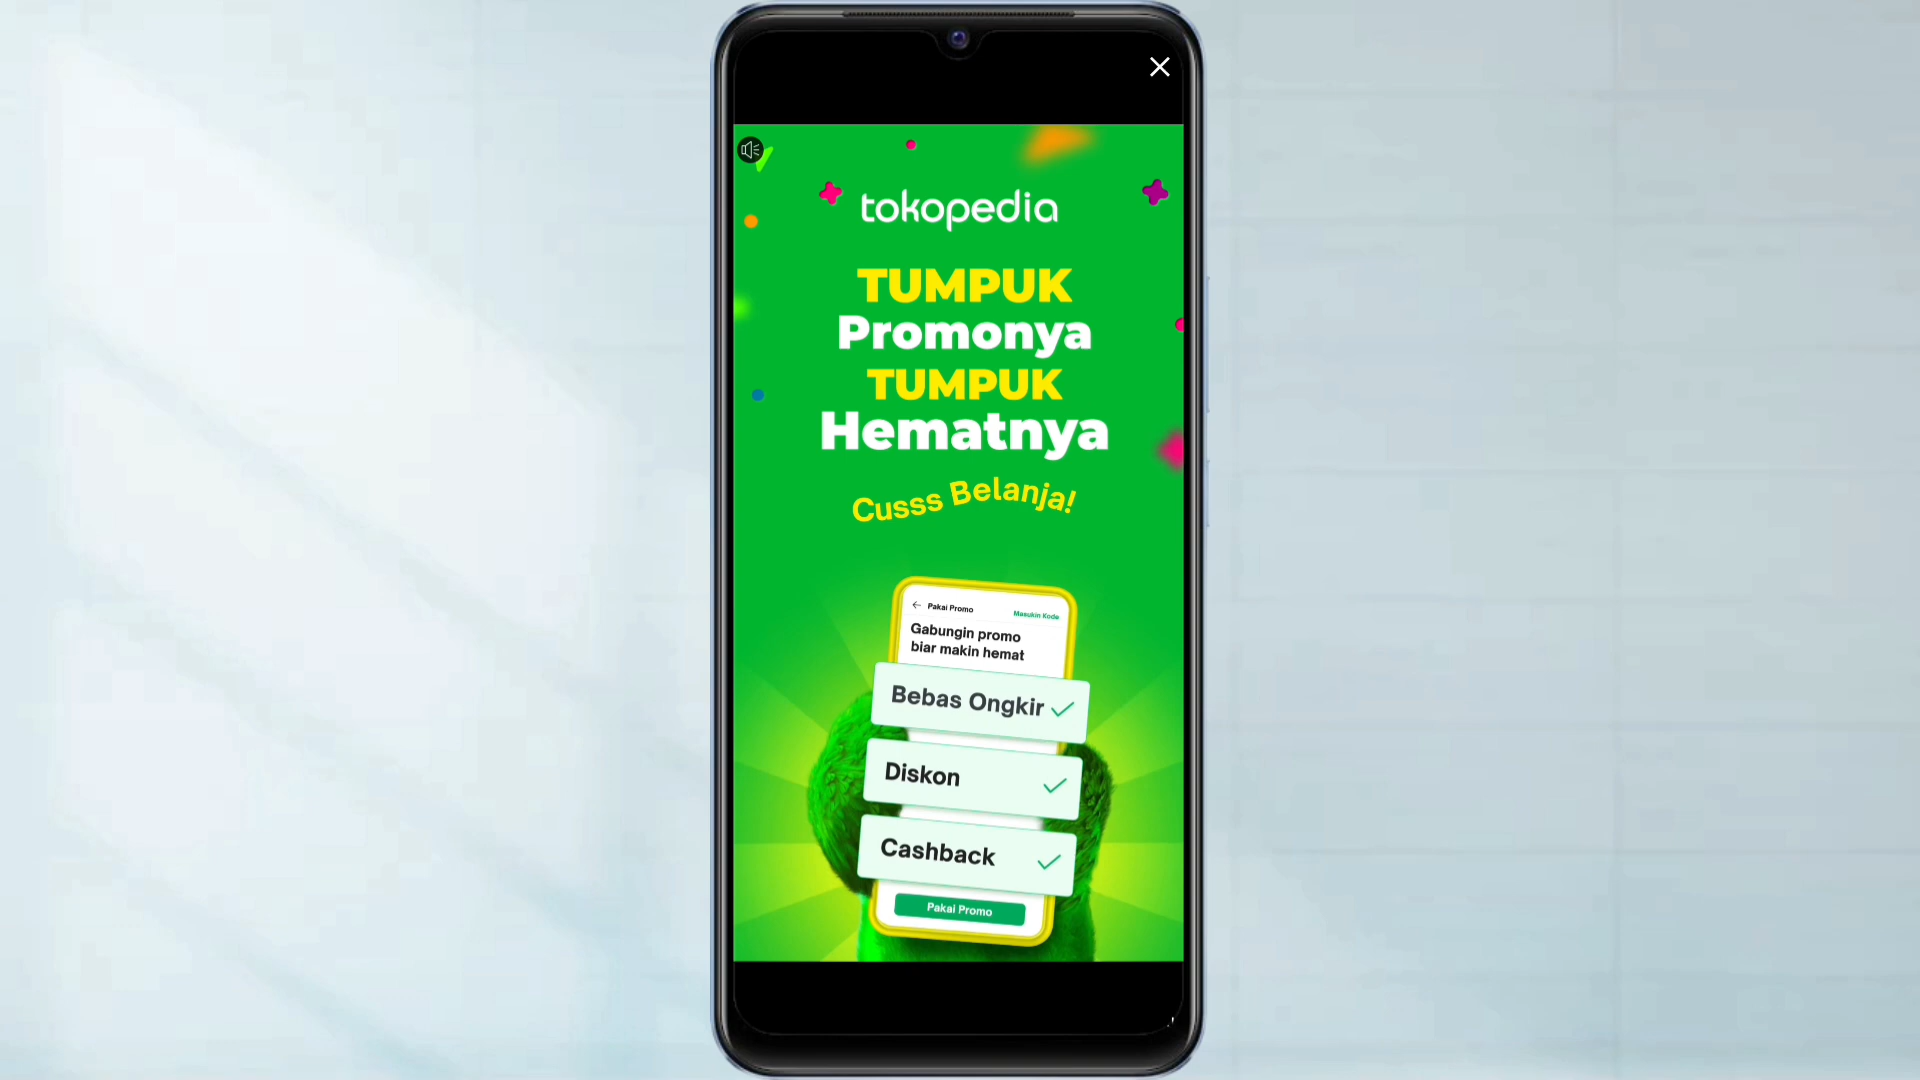 tokopedia
TUMPUK
Promonya
TUMPUK
Hematnya
Cusss Belanja!
Pakai Promo
Masukin Kode
Gabungin promo
biar makin hemat
Bebas Ongkir
Diskon
Cashback
Pakai Promo